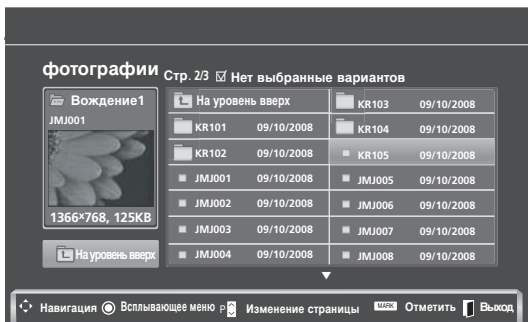 фотографии Стр. 2/3 Нет выбранные вариантов
Вождение1
JMJ001
1366×768, 125KB
На уровень вверх
На уровень вверх
KR101 09/10/2008
KR102 09/10/2008
JMJ001 09/10/2008
JMJ002 09/10/2008
JMJ003 09/10/2008
JMJ004 09/10/2008
KR103 09/10/2008
KR104 09/10/2008
KR105 09/10/2008
JMJ005 09/10/2008
JMJ006 09/10/2008
JMJ007 09/10/2008
JMJ008 09/10/2008
Навигация Всплывающее меню P Изменение страницы MARK Отметить Выход